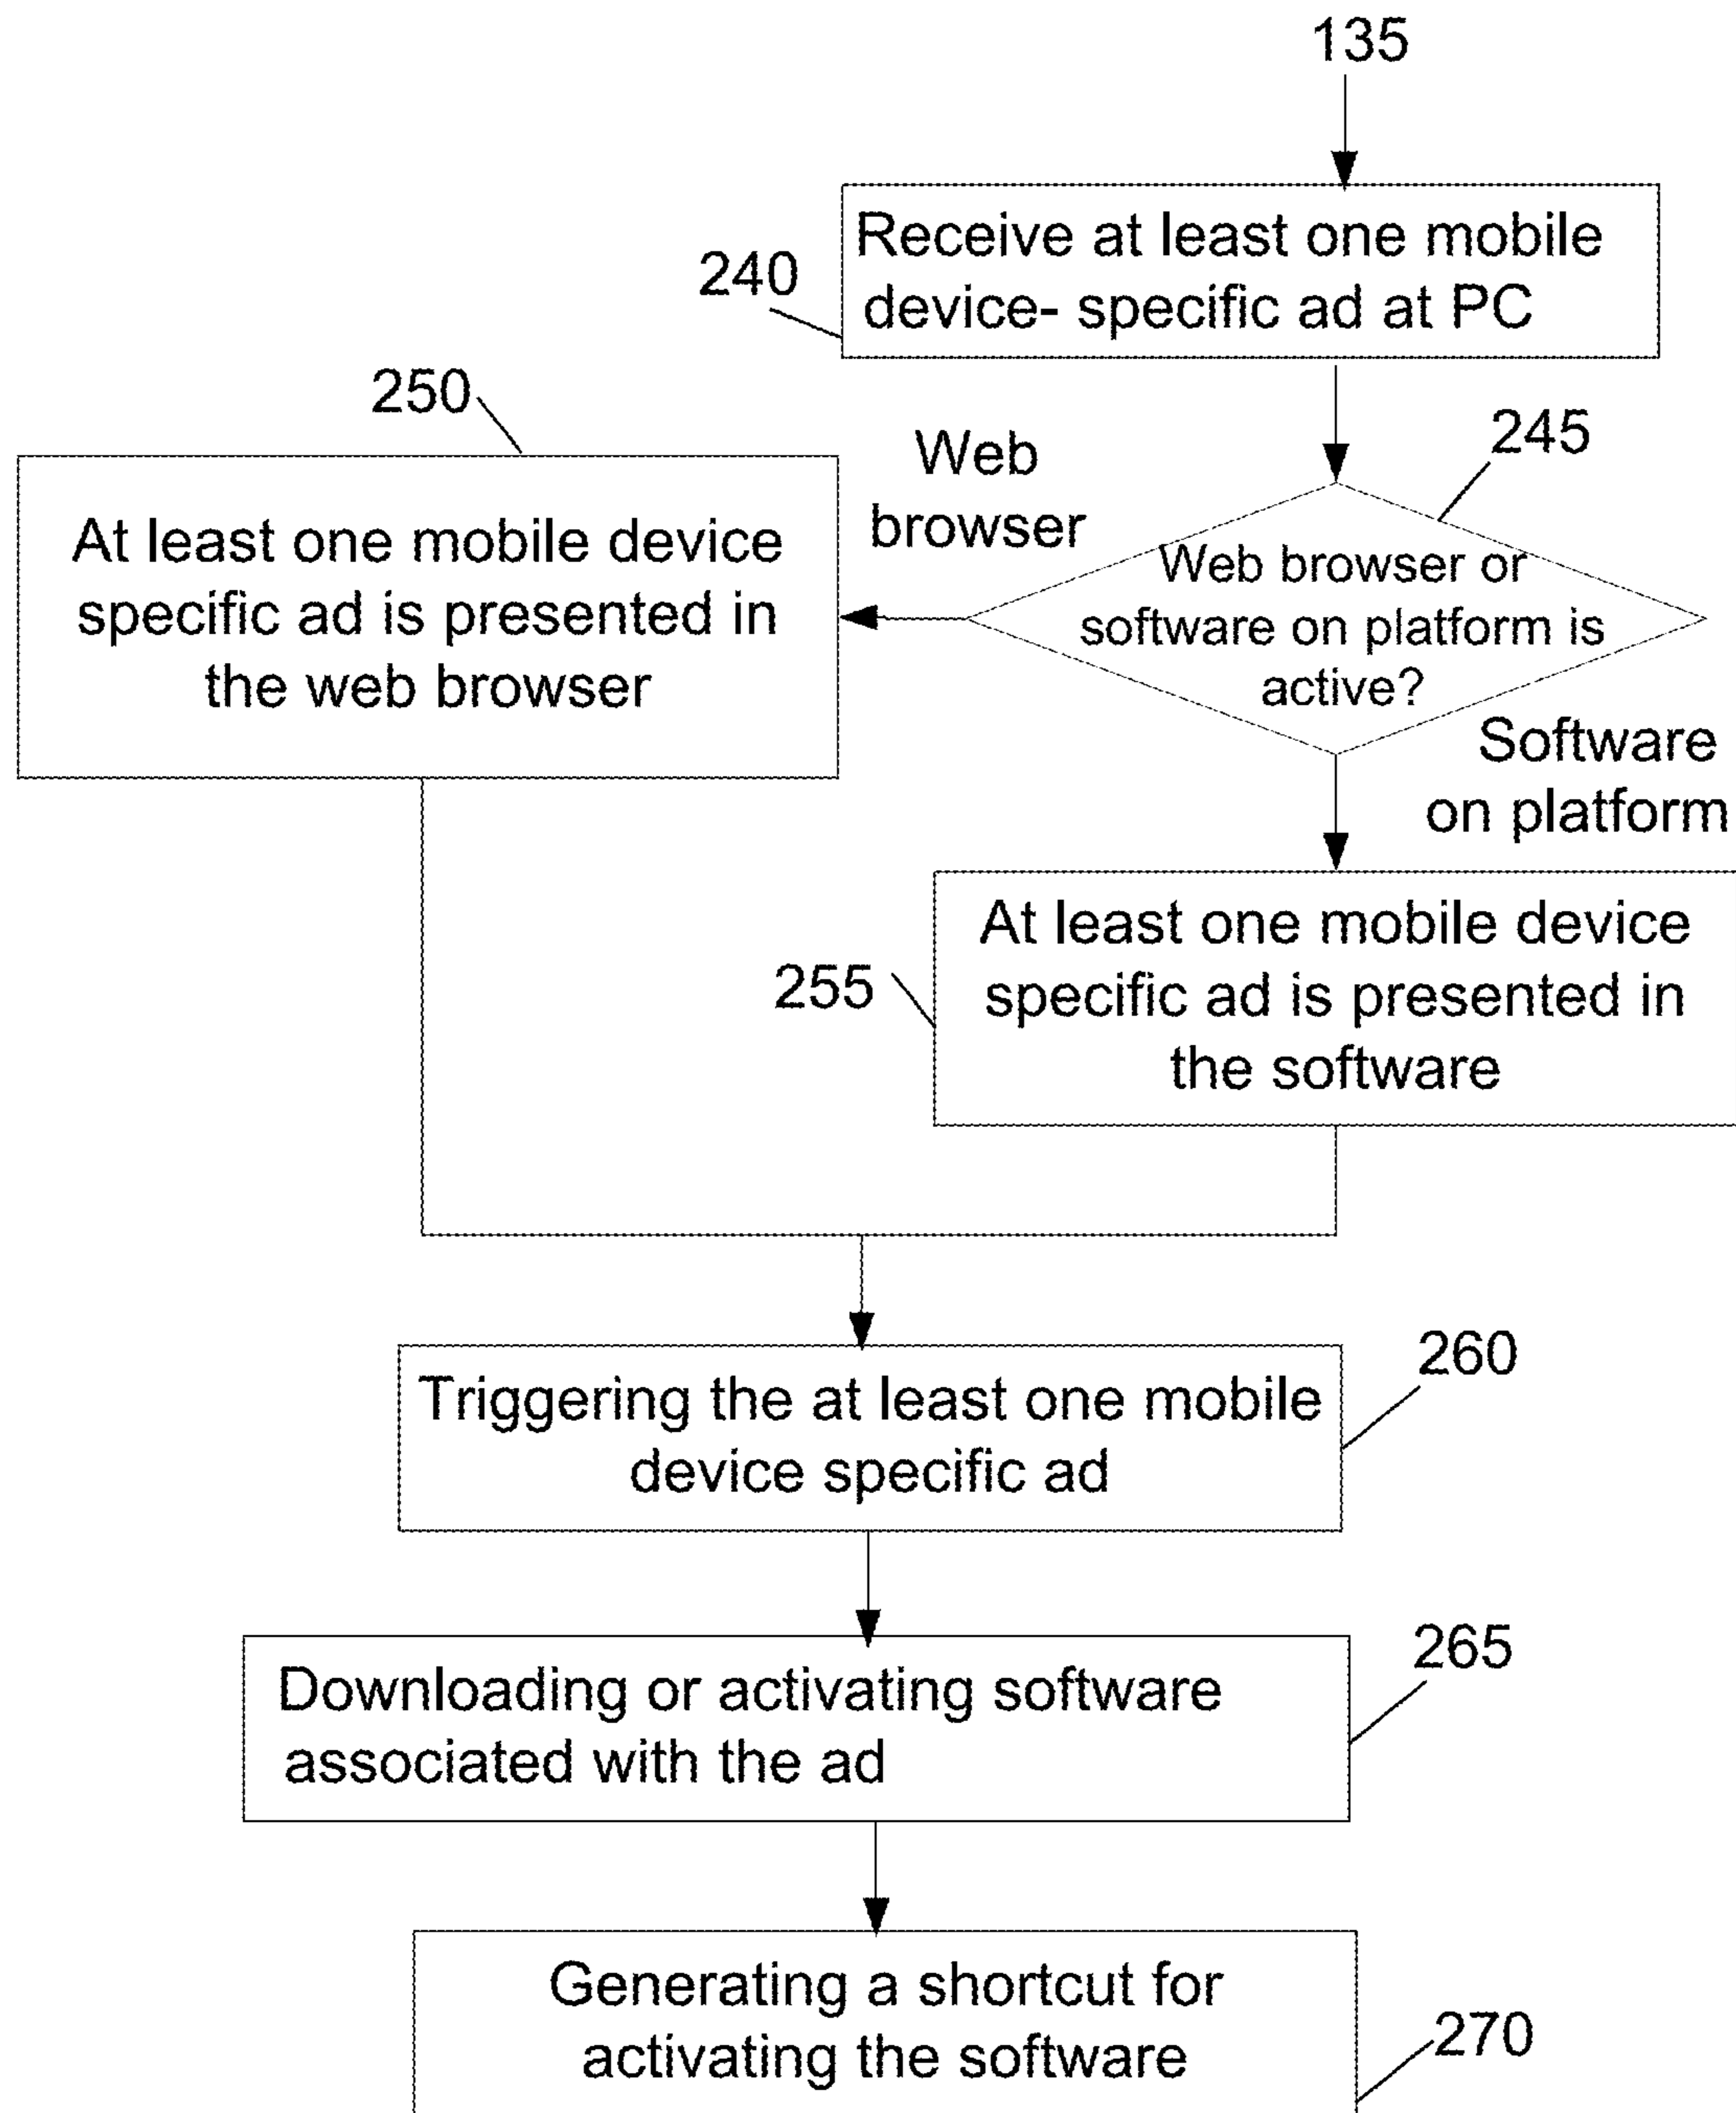 135
Receive at least one mobile
device- specific ad at PC
240
250
Web
browser
245
At least one mobile device
specific ad is presented in
the web browser
Web browser or
software on platform is
active?
Software
on platform
At least one mobile device
specific ad is presented in
the software
255
260
Triggering the at least one mobile
device specific ad
265
Downloading or activating software
associated with the ad
Generating a shortcut for
activating the software
270